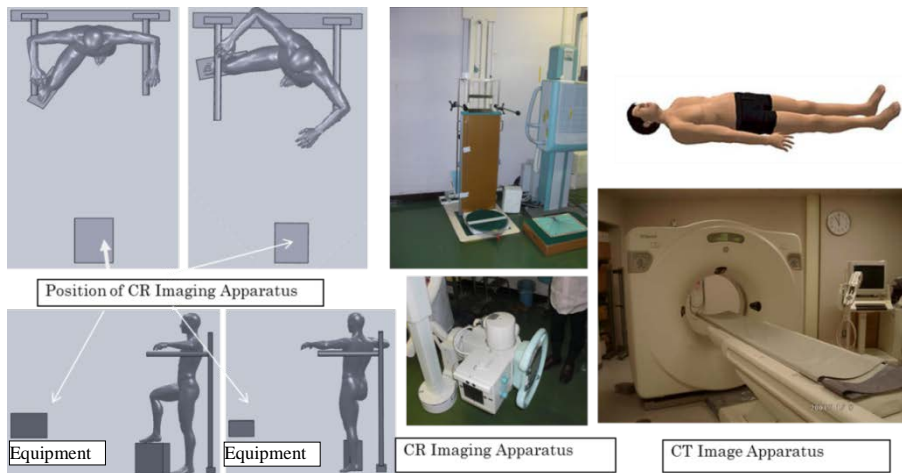 Position of CR Imaging Apparatus
Equipment
Equipment
CR Imaging Apparatus
CT Image Apparatus